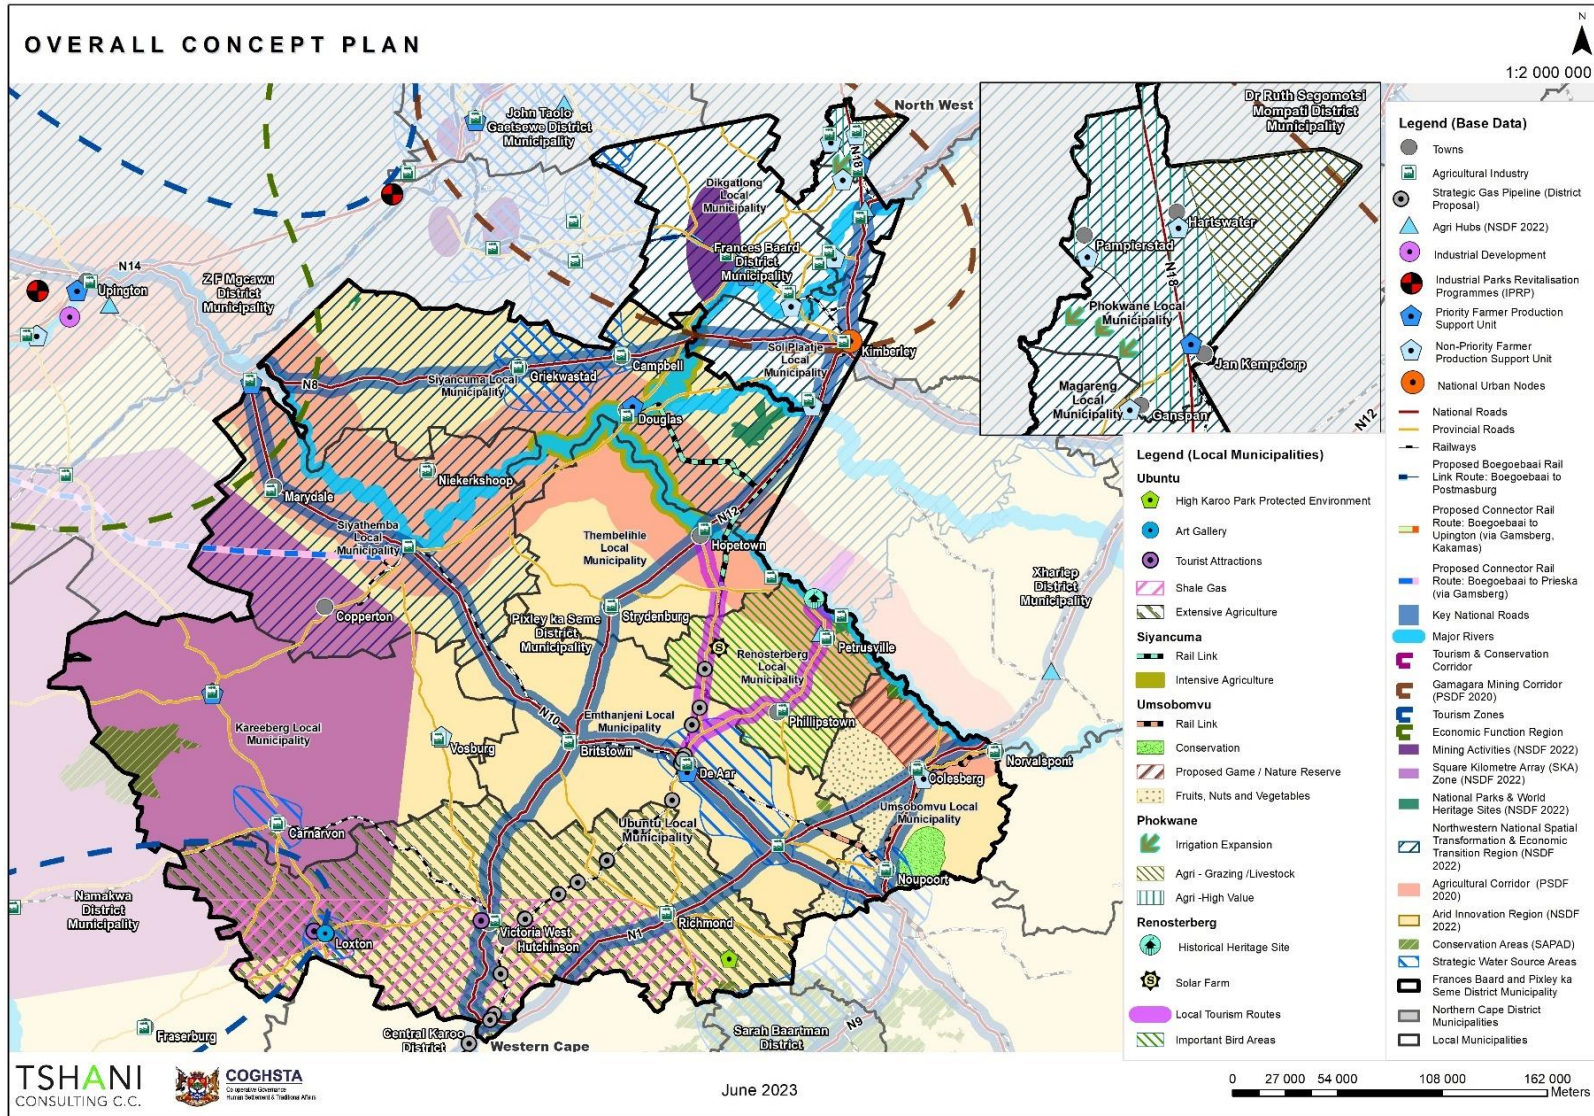 OVERALL CONCEPT PLAN
N
1:2 000 000
North West
John Taolo
Gaetsewe District
Municipality
N18
Dikgatlong
Local
Municipality
Frances Baard
District
Municipality
N14
Upington
Z F Mgcawu
District
Municipality
Sol Plaatje
Local
Municipality
Kimberley
Campbell
Griekwastad
N8
Siyancuma Local
Municipality
Douglas
Niekerkshoop
Marydale
Siyathemba
Local
Municipality
Thembelihle
Local
Municipality
N12
Hopetown
Xhariep
District
Municipality
Copperton
Strydenburg
Pixley ka Seme
District
Municipality
Petrusville
Renosterberg
Local
Municipality
S
Phillipstown
Kareeberg Local
Municipality
N10
Emthanjeni Local
Municipality
Vosburg
Britstown
De Aar
Norvalspont
Colesberg
Umsobomvu Local
Municipality
Carnarvon
Ubuntu Local
Municipality
Noupoort
Namakwa
District
Municipality
Richmond
Victoria West
Hutchinson
N1
Loxton
Fraserburg
Central Karoo
District
Western Cape
Sarah Baartman
District
N9
Dr Ruth Segomotsi
Mompati District
Municipality
Hartswater
Pampierstad
N18
Phokwane Local
Municipality
Jan Kempdorp
Magareng
Local
Municipality
Ganspan
N12
Legend (Local Municipalities)
Ubuntu
High Karoo Park Protected Environment
Art Gallery
Tourist Attractions
Shale Gas
Extensive Agriculture
Siyancuma
Rail Link
Intensive Agriculture
Umsobomvu
Rail Link
Conservation
Proposed Game / Nature Reserve
Fruits, Nuts and Vegetables
Phokwane
Irrigation Expansion
Agri - Grazing /Livestock
Agri -High Value
Renosterberg
Historical Heritage Site
S
Solar Farm
Local Tourism Routes
Important Bird Areas
Legend (Base Data)
Towns
Agricultural Industry
Strategic Gas Pipeline (District
Proposal)
Agri Hubs (NSDF 2022)
Industrial Development
Industrial Parks Revitalisation
Programmes (IPRP)
Priority Farmer Production
Support Unit
Non-Priority Farmer
Production Support Unit
National Urban Nodes
National Roads
Provincial Roads
Railways
Proposed Boegoebaai Rail
Link Route: Boegoebaai to
Postmasburg
Proposed Connector Rail
Route: Boegoebaai to
Upington (via Gamsberg,
Kakamas)
Proposed Connector Rail
Route: Boegoebaai to Prieska
(via Gamsberg)
Key National Roads
Major Rivers
Tourism & Conservation
Corridor
Gamagara Mining Corridor
(PSDF 2020)
Tourism Zones
Economic Function Region
Mining Activities (NSDF 2022)
Square Kilometre Array (SKA)
Zone (NSDF 2022)
National Parks & World
Heritage Sites (NSDF 2022)
Northwestern National Spatial
Transformation & Economic
Transition Region (NSDF
2022)
Agricultural Corridor (PSDF
2020)
Arid Innovation Region (NSDF
2022)
Conservation Areas (SAPAD)
Strategic Water Source Areas
Frances Baard and Pixley ka
Seme District Municipality
Northern Cape District
Municipalities
Local Municipalities
TSHANI
CONSULTING C.C.
COGHSTA
Co-operative Governance
Human Settlement & Traditional Affairs
June 2023
0 27 000 54 000 108 000 162 000
Meters